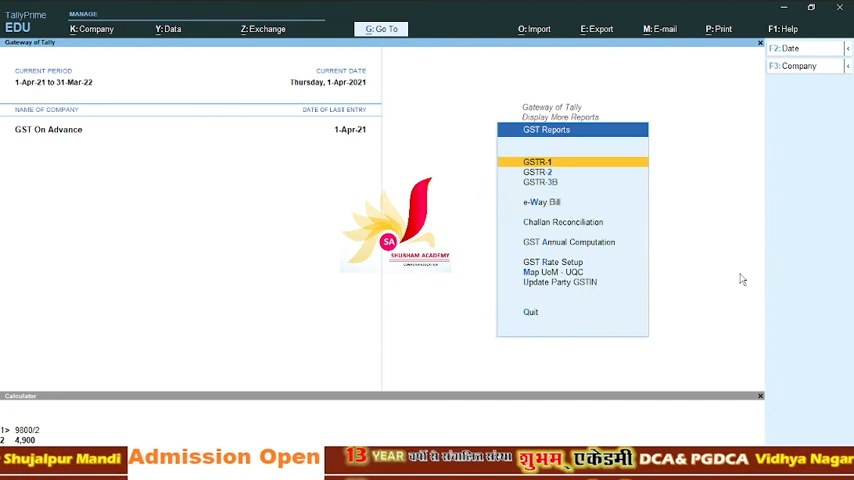 TallyPrime
EDU
MANAGE
K: Company
Y: Data
Z: Exchange
G: Go To
O: Import
E: Export
M: E-mail
P: Print
F1: Help
Gateway of Tally
F2: Date
F3: Company
CURRENT PERIOD
CURRENT DATE
1-Apr-21 to 31-Mar-22
Thursday, 1-Apr-2021
NAME OF COMPANY
DATE OF LAST ENTRY
GST On Advance
1-Apr-21
Gateway of Tally
Display More Reports
GST Reports
GSTR-1
GSTR-2
GSTR-3B
e-Way Bill
Challan Reconciliation
GST Annual Computation
GST Rate Setup
Map UoM - UQC
Update Party GSTIN
Quit
SA
SHUBHAM ACADEMY
Calculator
1> 9800/2
2 4,900
Shujalpur Mandi
Admission Open
13 YEAR वर्षो से संचालित संस्था
शुभम् एकेडमी
DCA & PGDCA Vidhya Nagar